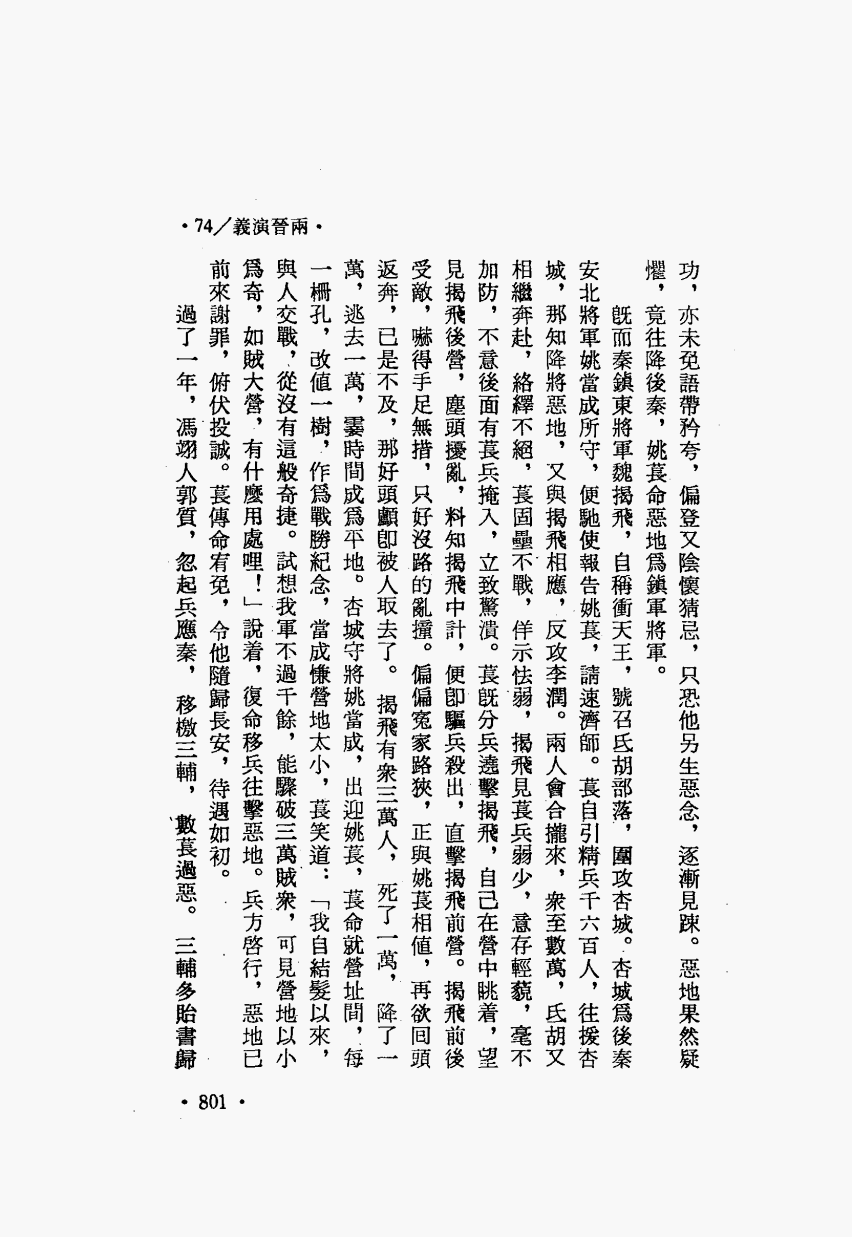 •74／義演晉兩•
功，亦未免語帶矜夸，偏登又陰懷猜忌，只恐他另生惡念，逐漸見踈。惡地果然疑
懼，竟往降後秦，姚萇命惡地爲鎭軍將軍。
旣而秦鎭東將軍魏揭飛，自稱衝天王，號召氐胡部落，圍攻杏城。杏城爲後秦
安北將軍姚當成所守，便馳使報告姚萇，請速濟師。萇自引精兵千六百人，往援杏
城，那知降將惡地，又與揭飛相應，反攻李潤。兩人會合攏來，衆至數萬，氐胡又
相繼奔赴，絡繹不絕，萇固壘不戰，佯示怯弱，揭飛見萇兵弱少，意存輕藐，毫不
加防，不意後面有萇兵掩入，立致驚潰。萇旣分兵遶擊揭飛，自己在營中眺着，望
見揭飛後營，塵頭擾亂，料知揭飛中計，便卽驅兵殺出，直擊揭飛前營。揭飛前後
受敵，嚇得手足無措，只好沒路的亂撞。偏偏冤家路狹，正與姚萇相値，再欲回頭
返奔，已是不及，那好頭顱卽被人取去了。揭飛有衆三萬人，死了一萬，降了一
萬，逃去一萬，霎時間成爲平地。杏城守將姚當成，出迎姚萇，萇命就營址間，每
一柵孔，改値一樹，作爲戰勝紀念，當成慊營地太小，萇笑道：「我自結髮以來，
與人交戰，從沒有這般奇捷。試想我軍不過千餘，能驟破三萬賊衆，可見營地以小
爲奇，如賊大營，有什麼用處哩！」說着，復命移兵往擊惡地。兵方啓行，惡地已
前來謝罪，俯伏投誠。萇傳命宥免，令他隨歸長安，待遇如初。
過了一年，馮翊人郭質，忽起兵應秦，移檄三輔，數萇過惡。三輔多貽書歸
•801•